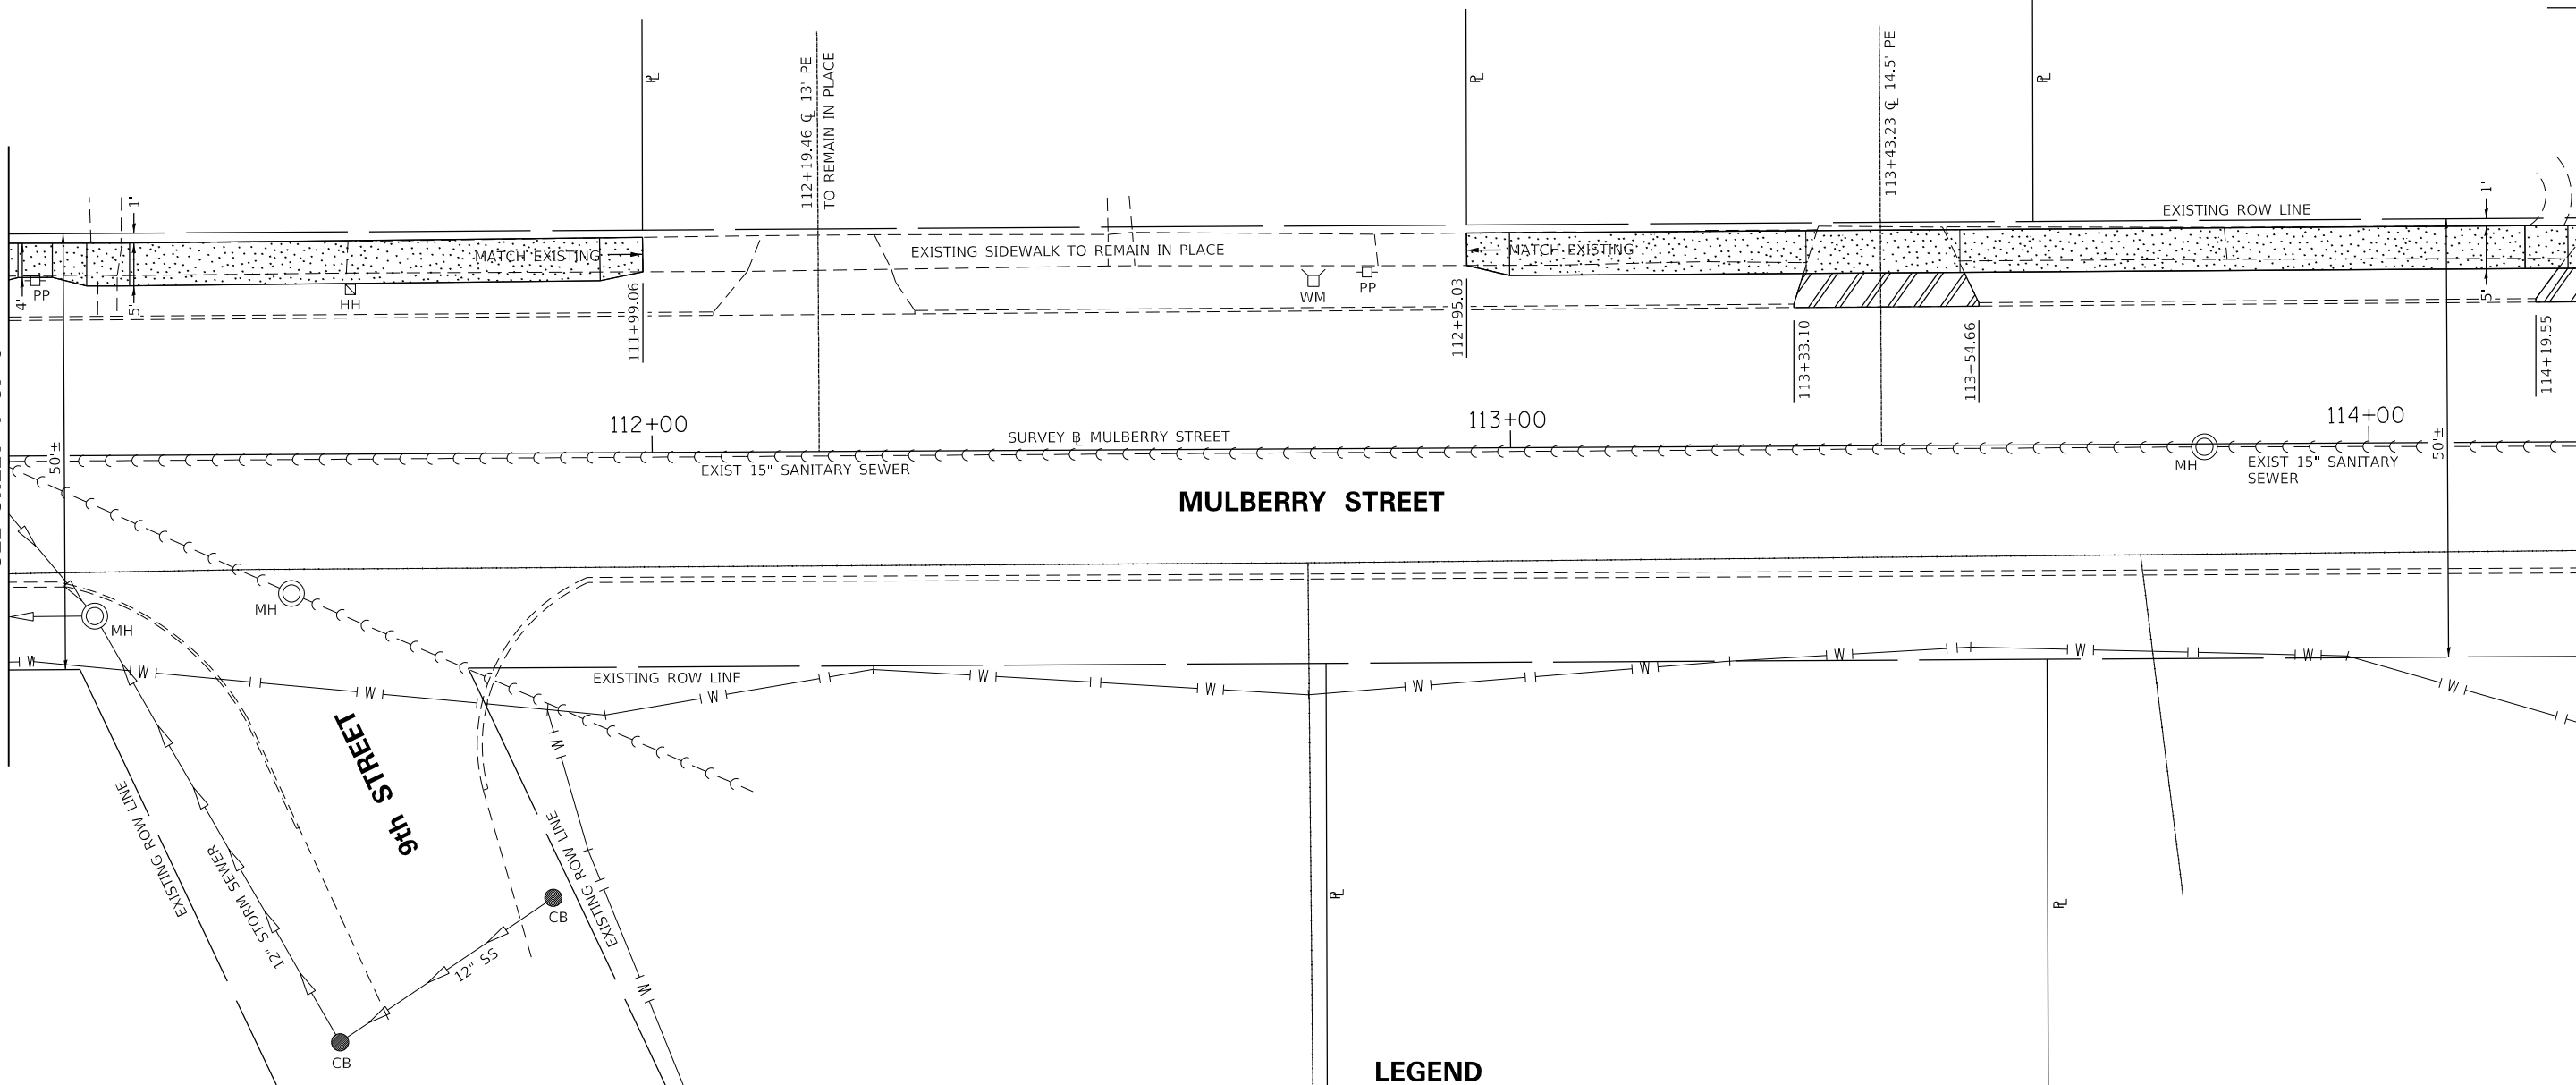 112+19.46 ℄ 13' PE
TO REMAIN IN PLACE
113+43.23 ℄ 14.5' PE
℄
℄
℄
1'
EXISTING ROW LINE
1'
MATCH EXISTING
EXISTING SIDEWALK TO REMAIN IN PLACE
MATCH EXISTING
PP
4'
5'
HH
WM
PP
5'
111+99.06
112+95.03
113+33.10
113+54.66
114+19.55
112+00
113+00
114+00
50'±
SURVEY BL MULBERRY STREET
50'±
EXIST 15" SANITARY SEWER
MH
EXIST 15" SANITARY
SEWER
MULBERRY STREET
MH
MH
W
W
W
W
W
W
W
W
W
W
W
W
EXISTING ROW LINE
9th STREET
W
EXISTING ROW LINE
12" STORM SEWER
EXISTING ROW LINE
CB
12" SS
W
CB
PL
PL
LEGEND